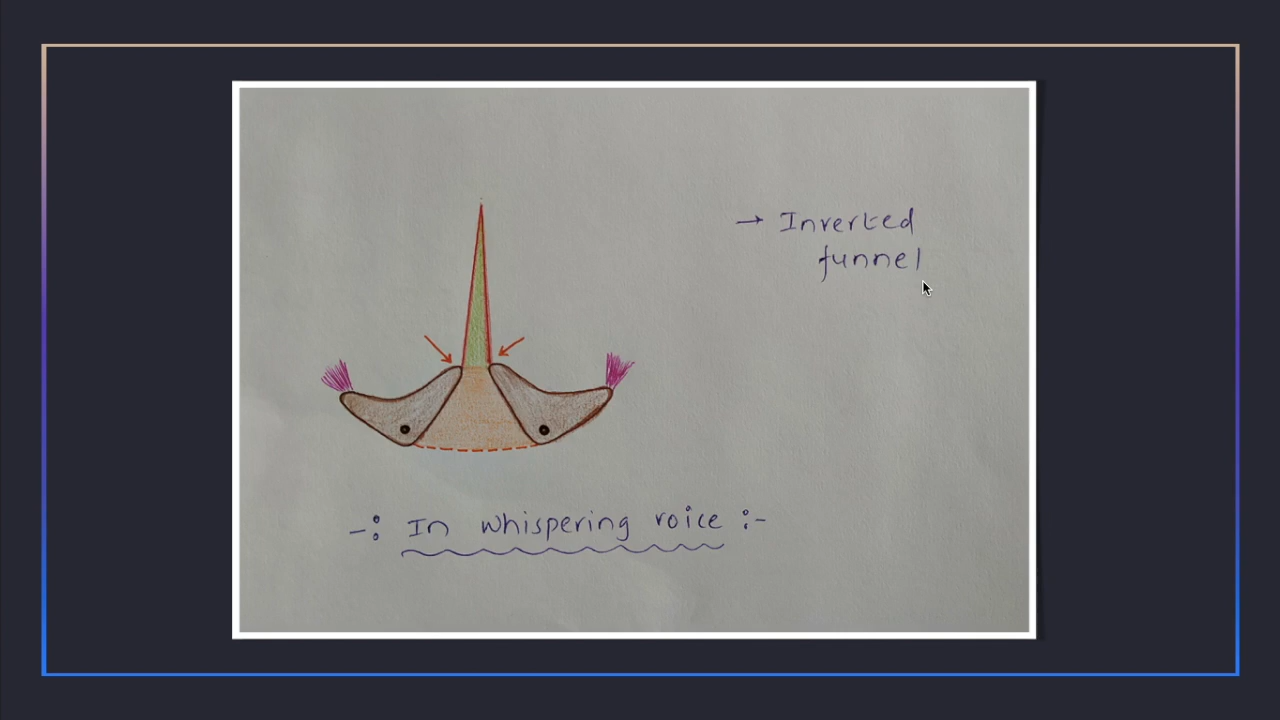 → Inverted
funnel
-: In whispering voice :-